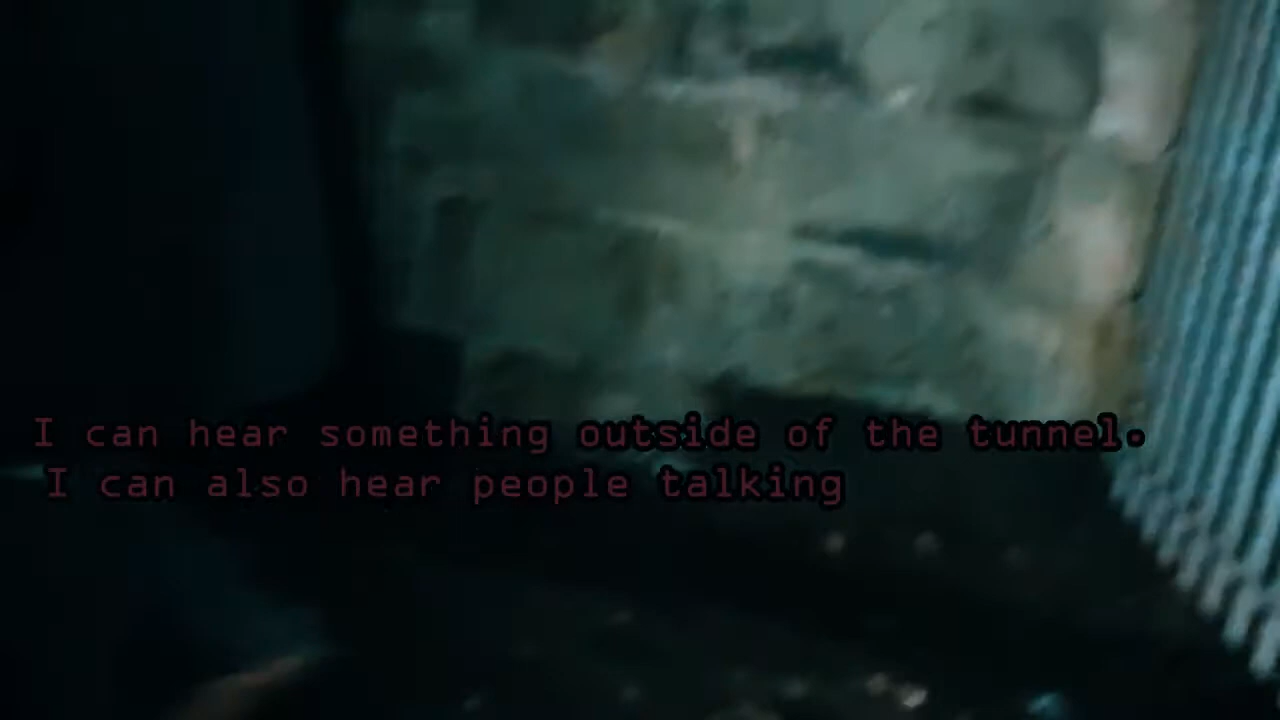 I can hear something outside of the tunnel.
I can also hear people talking